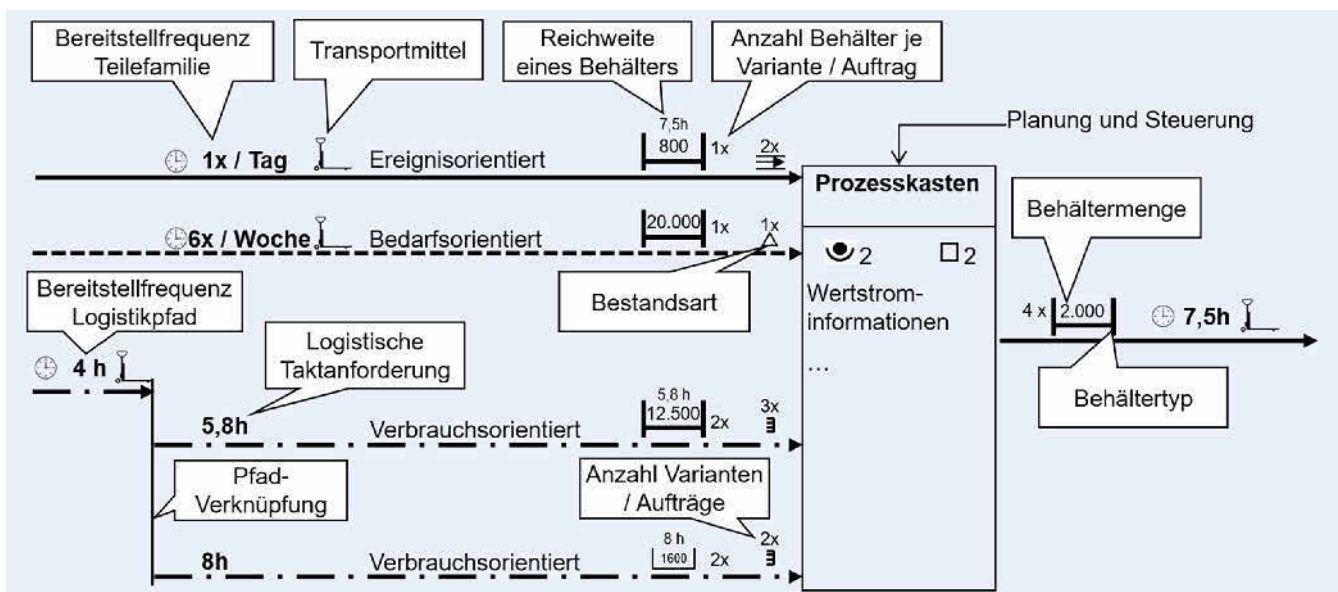 Bereitstellfrequenz
Teilefamilie
Transportmittel
Reichweite
eines Behälters
Anzahl Behälter je
Variante / Auftrag
1x / Tag
Ereignisorientiert
7,5h
800
1x
2x
Planung und Steuerung
Prozesskasten
6x / Woche
Bedarfsorientiert
20.000
1x
1x
2
2
Wertstrom-
informationen
...
Bestandsart
Behältermenge
4 x
2.000
7,5h
Behältertyp
Bereitstellfrequenz
Logistikpfad
4 h
Logistische
Taktanforderung
5,8h
Verbrauchsorientiert
5,8 h
12.500
2x
3x
Pfad-
Verknüpfung
Anzahl Varianten
/ Aufträge
8h
Verbrauchsorientiert
8 h
1600
2x
2x